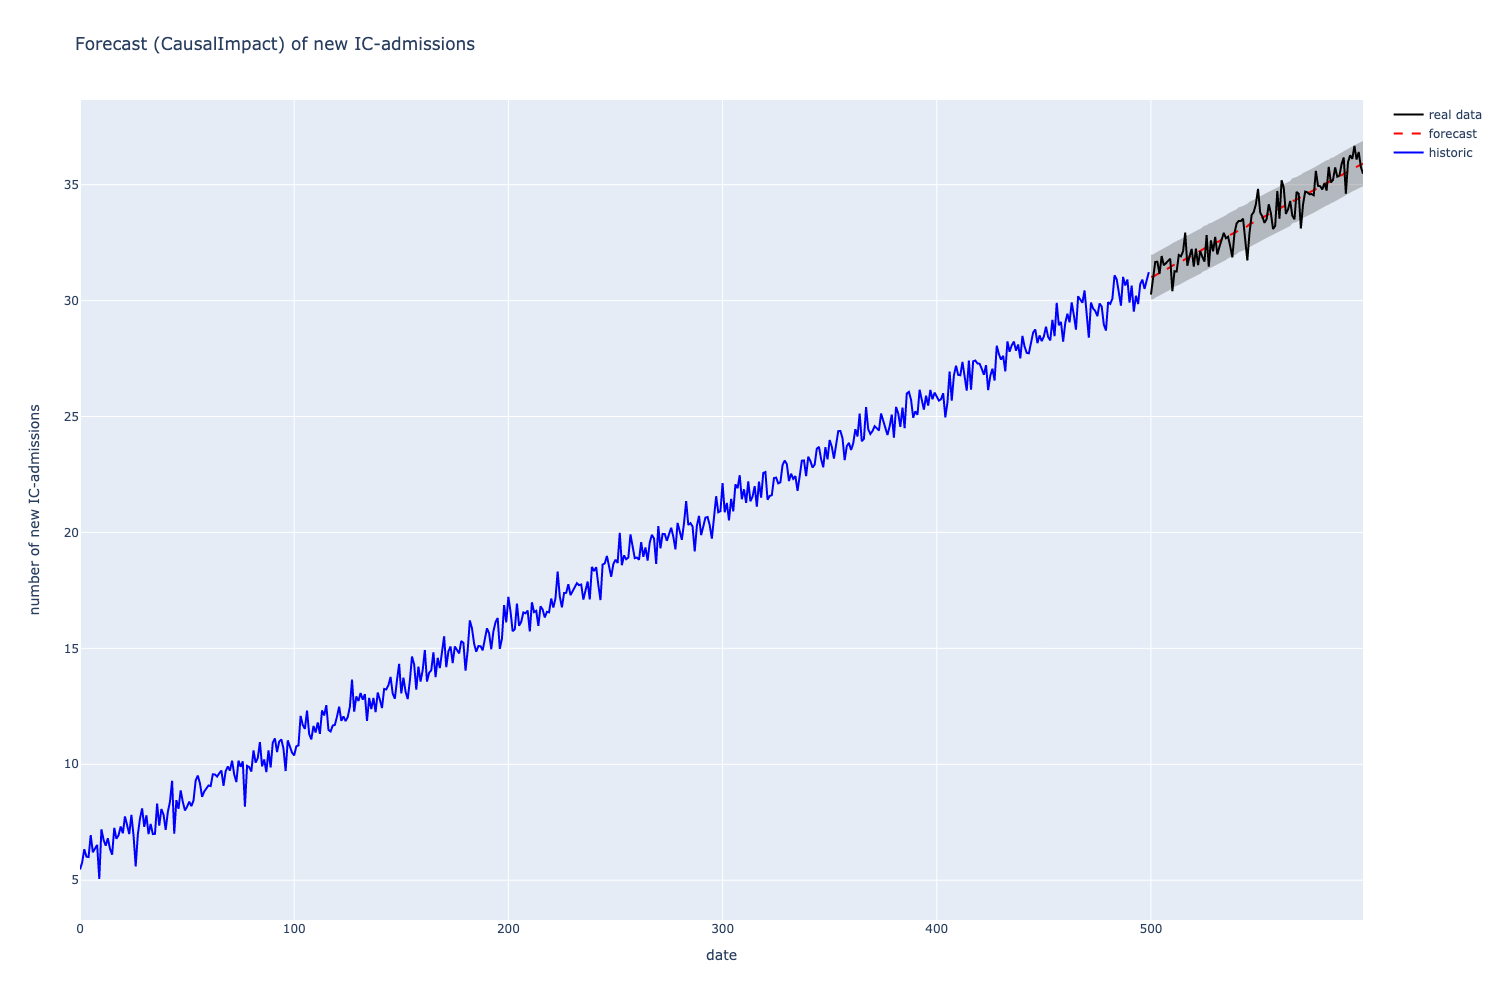 Forecast (CausalImpact) of new IC-admissions
real data
forecast
historic
number of new IC-admissions
35
30
25
20
15
10
5
0
100
200
300
400
500
date